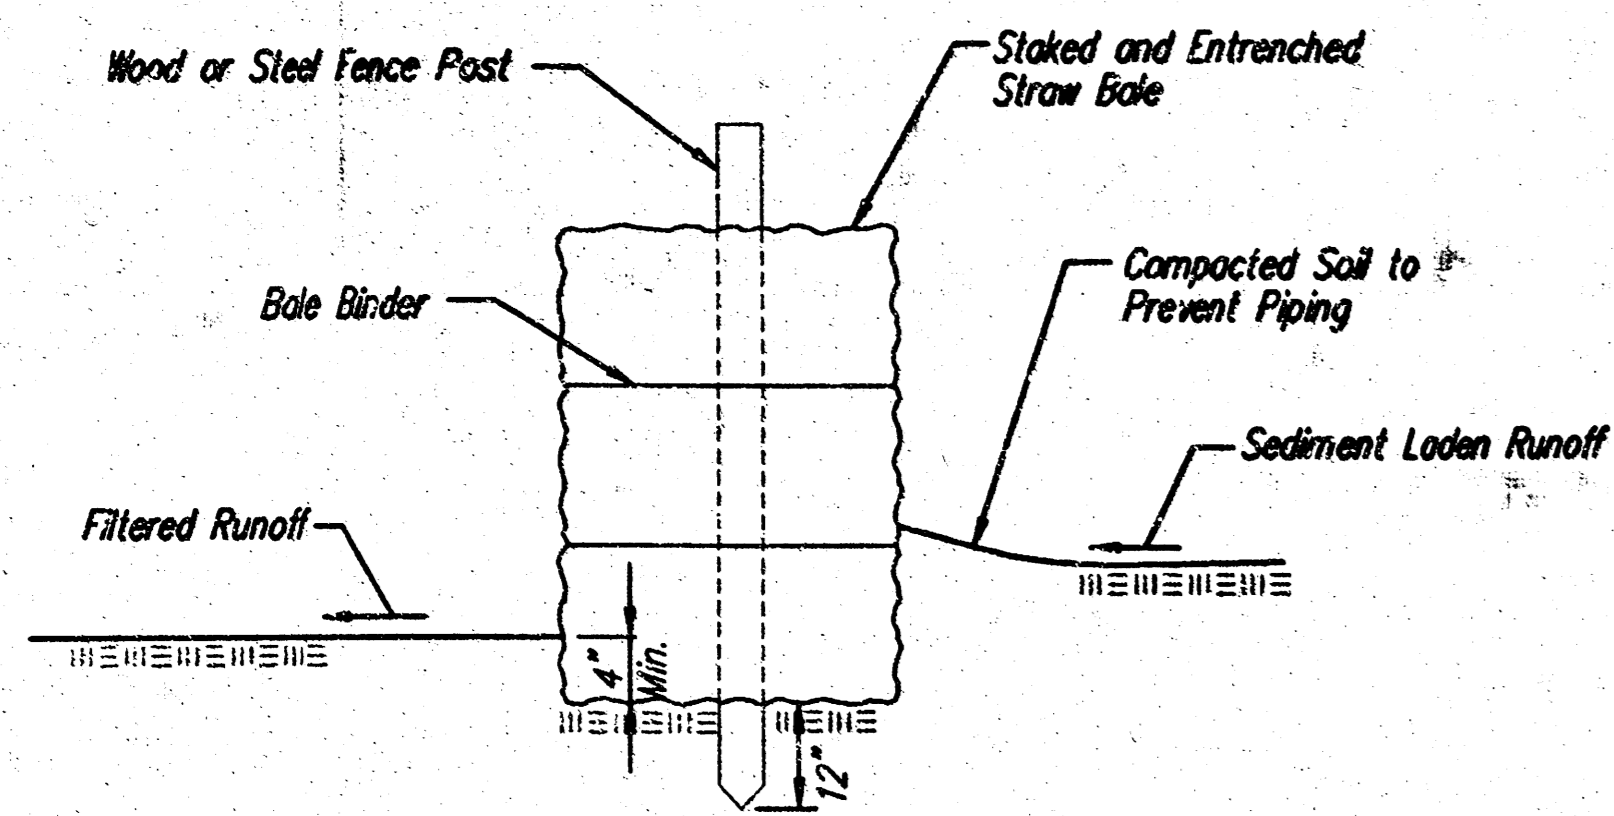 Wood or Steel Fence Post
Staked and Entrenched
Straw Bale
Compacted Soil to
Prevent Piping
Bale Binder
Sediment Laden Runoff
Filtered Runoff
4"
Min.
12"